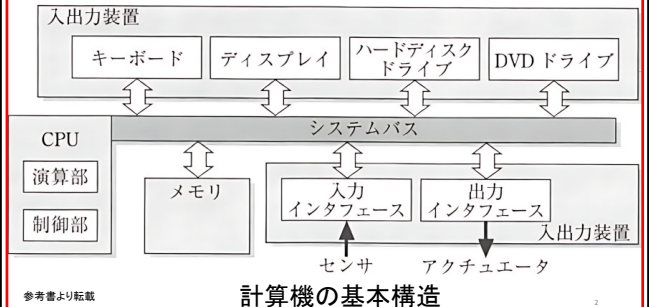 入出力装置
キーボード
ディスプレイ
ハードディスク
ドライブ
DVD ドライブ
システムバス
CPU
演算部
制御部
メモリ
入力
インタフェース
出力
インタフェース
入出力装置
センサ
アクチュエータ
参考書より転載
計算機の基本構造
2